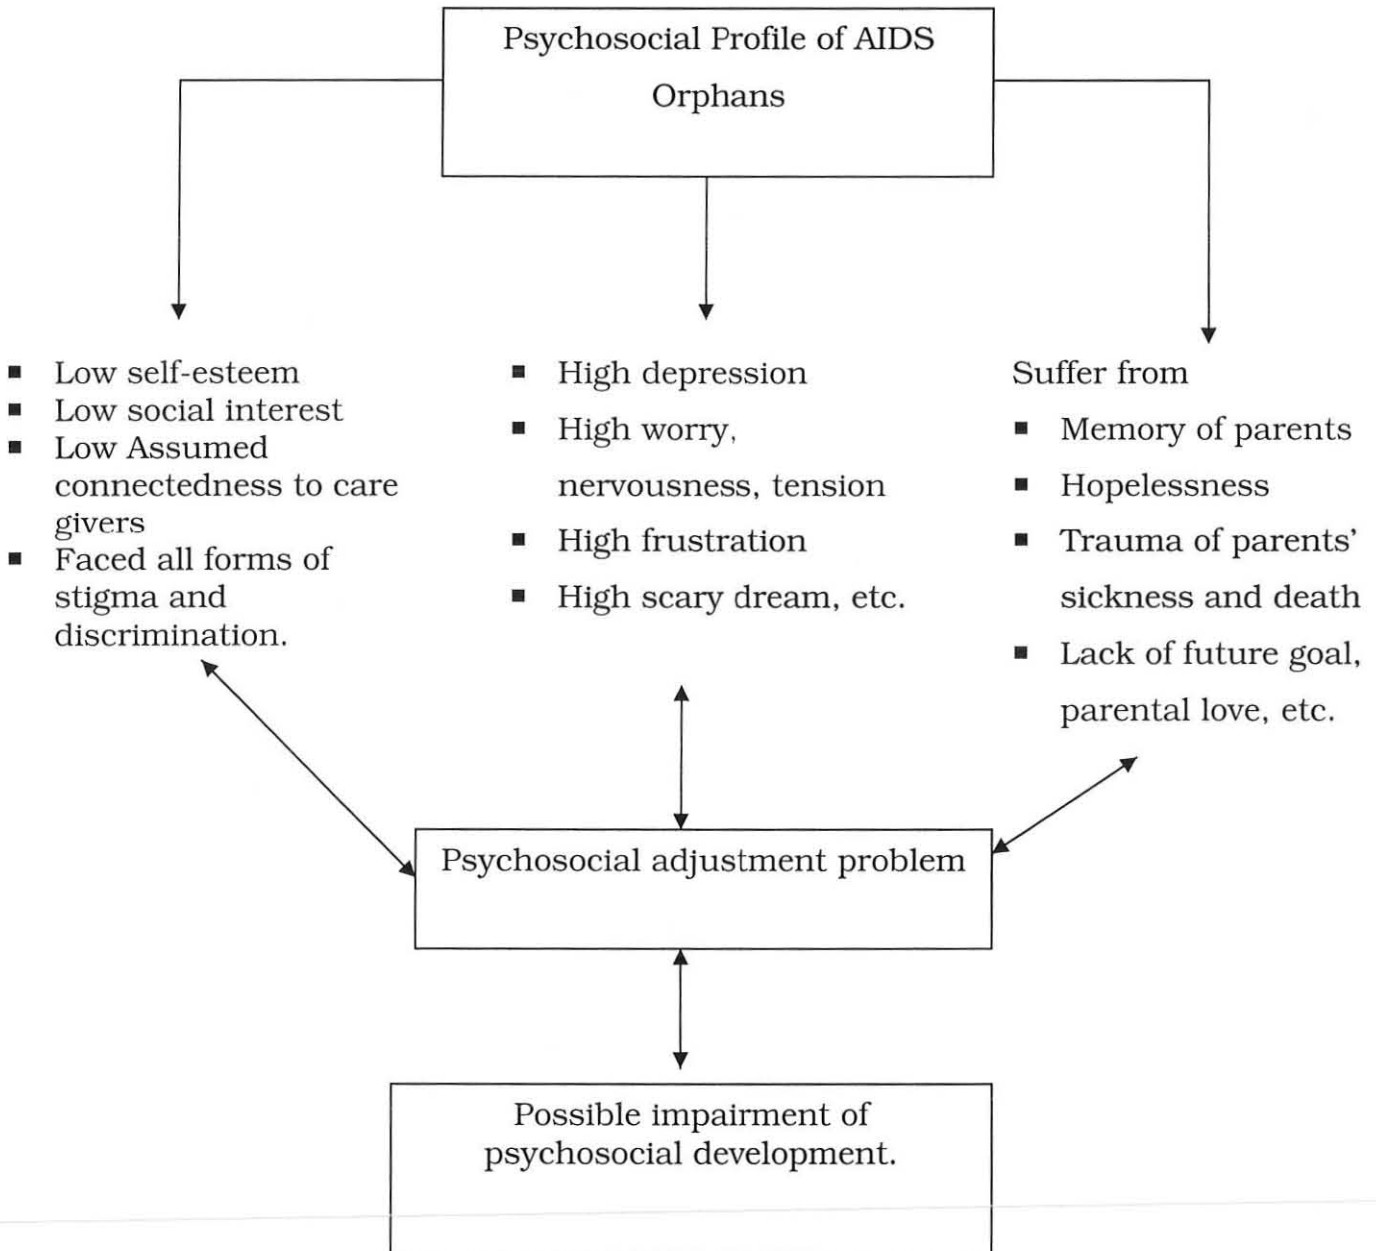 Psychosocial Profile of AIDS
Orphans
▪ Low self-esteem
▪ Low social interest
▪ Low Assumed
connectedness to care
givers
▪ Faced all forms of
stigma and
discrimination.
▪ High depression
▪ High worry,
nervousness, tension
▪ High frustration
▪ High scary dream, etc.
Suffer from
▪ Memory of parents
▪ Hopelessness
▪ Trauma of parents’
sickness and death
▪ Lack of future goal,
parental love, etc.
Psychosocial adjustment problem
Possible impairment of
psychosocial development.